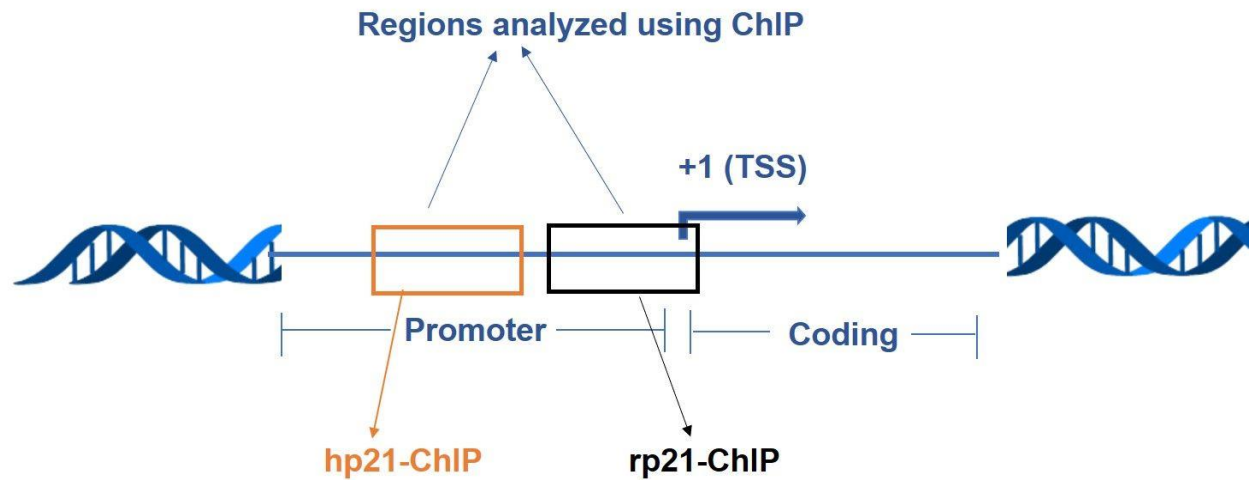 Regions analyzed using ChIP
+1 (TSS)
Promoter
Coding
hp21-ChIP
rp21-ChIP